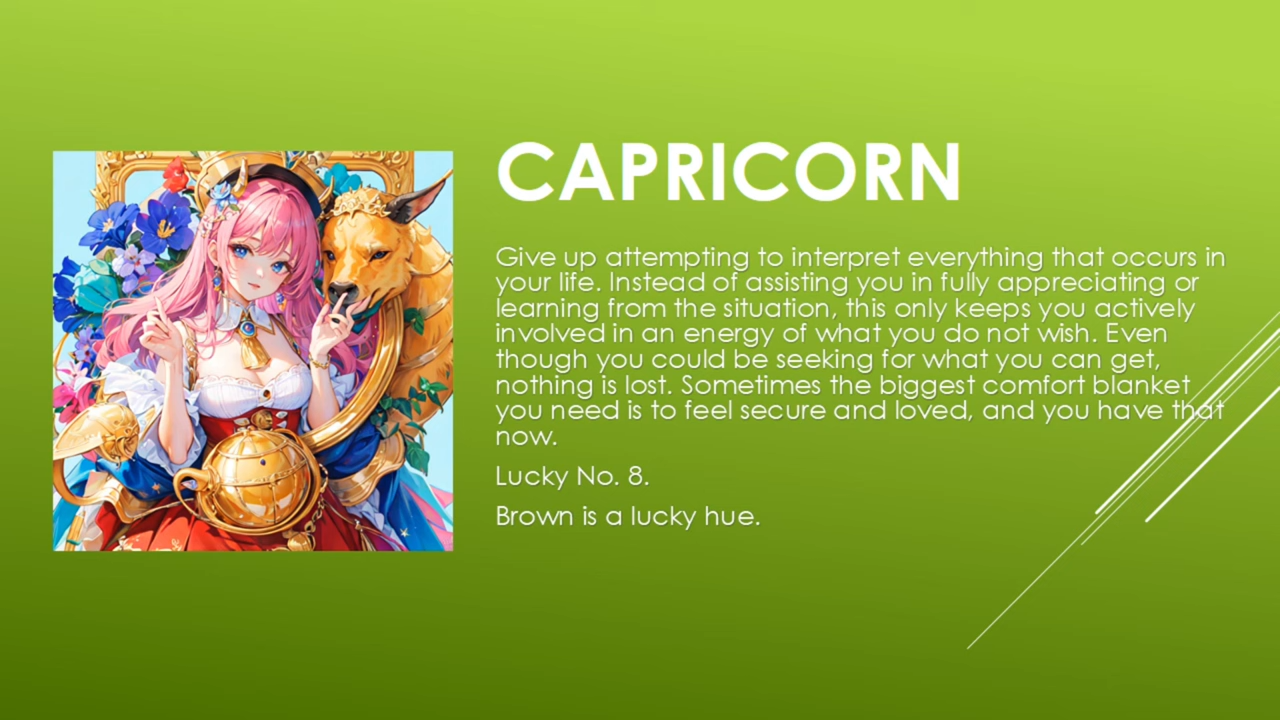 CAPRICORN
Give up attempting to interpret everything that occurs in
your life. Instead of assisting you in fully appreciating or
learning from the situation, this only keeps you actively
involved in an energy of what you do not wish. Even
though you could be seeking for what you can get,
nothing is lost. Sometimes the biggest comfort blanket
you need is to feel secure and loved, and you have that
now.
Lucky No. 8.
Brown is a lucky hue.